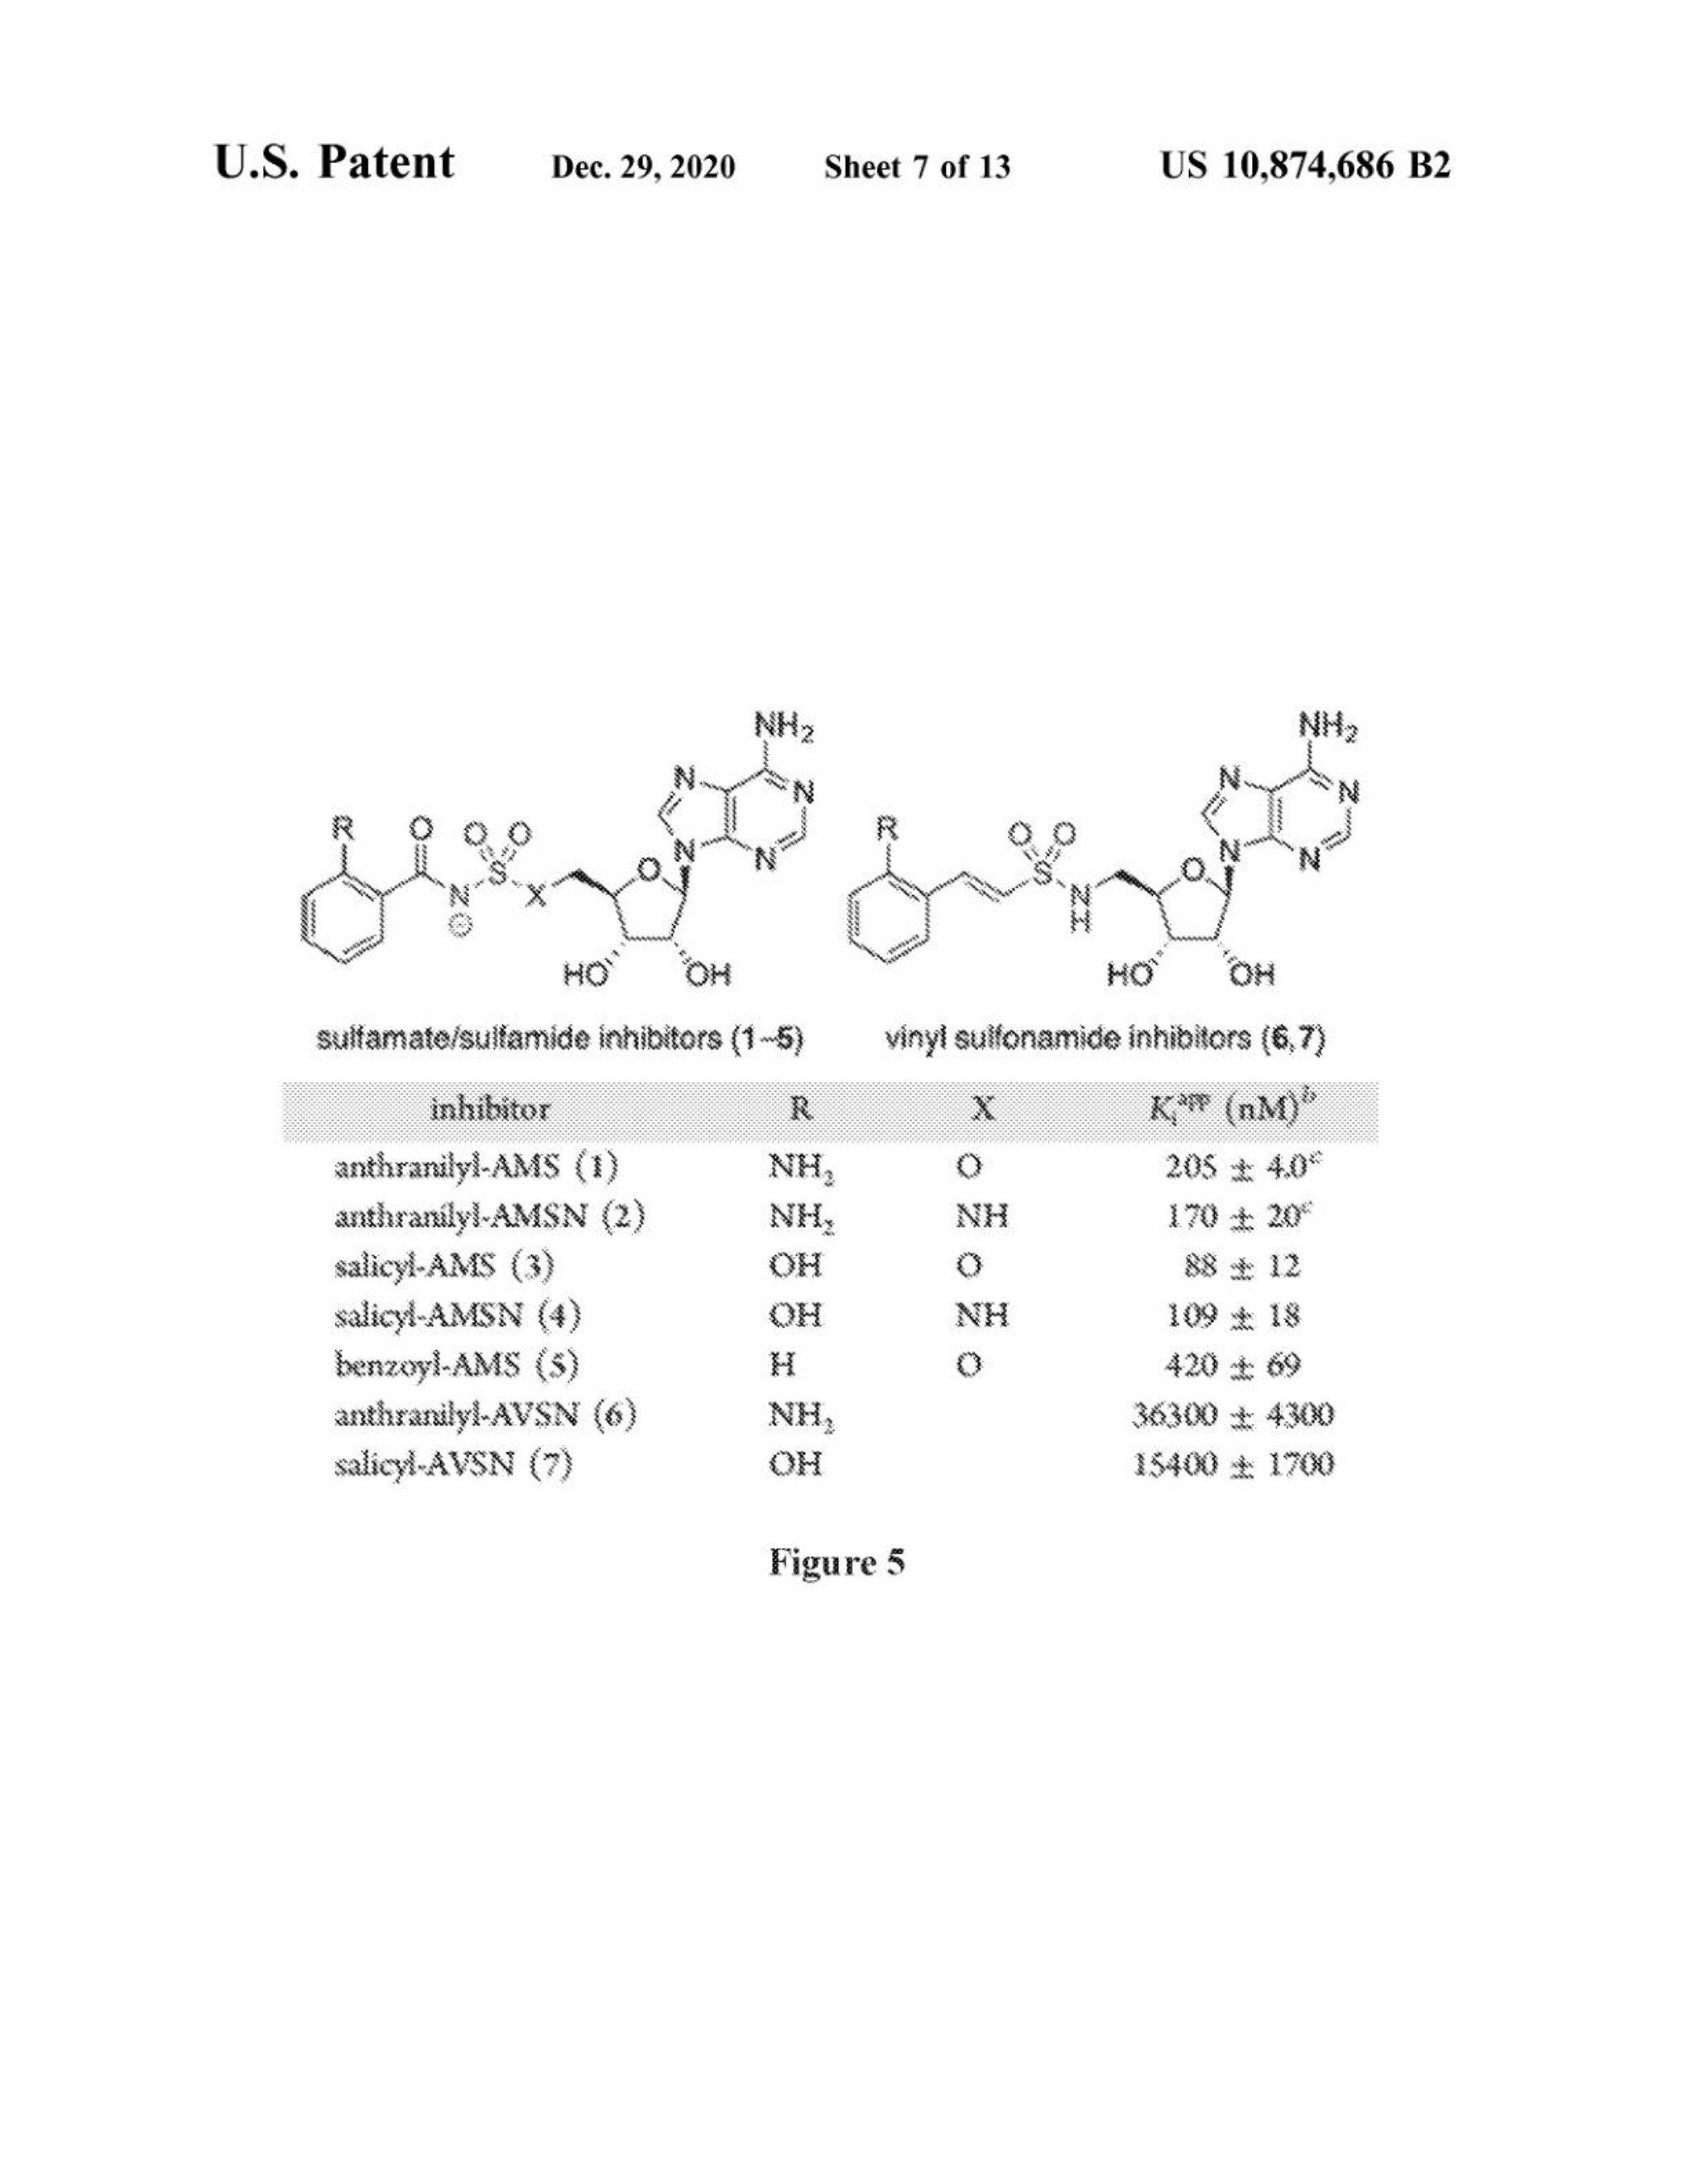 U.S. Patent Dec. 29, 2020 Sheet 7 of 13 US 10,874,686 B2
NH2 NH2
N N N N
R O O O N N R O O N N
S O S O
N X N
⊖ H
HO OH HO OH
sulfamate/sulfamide inhibitors (1–5) vinyl sulfonamide inhibitors (6,7)
inhibitor R X Ki^app (nM)^b
anthranilyl-AMS (1) NH2 O 205 ± 4.0^c
anthranilyl-AMSN (2) NH2 NH 170 ± 20^c
salicyl-AMS (3) OH O 88 ± 12
salicyl-AMSN (4) OH NH 109 ± 18
benzoyl-AMS (5) H O 420 ± 69
anthranilyl-AVSN (6) NH2 36300 ± 4300
salicyl-AVSN (7) OH 15400 ± 1700
Figure 5